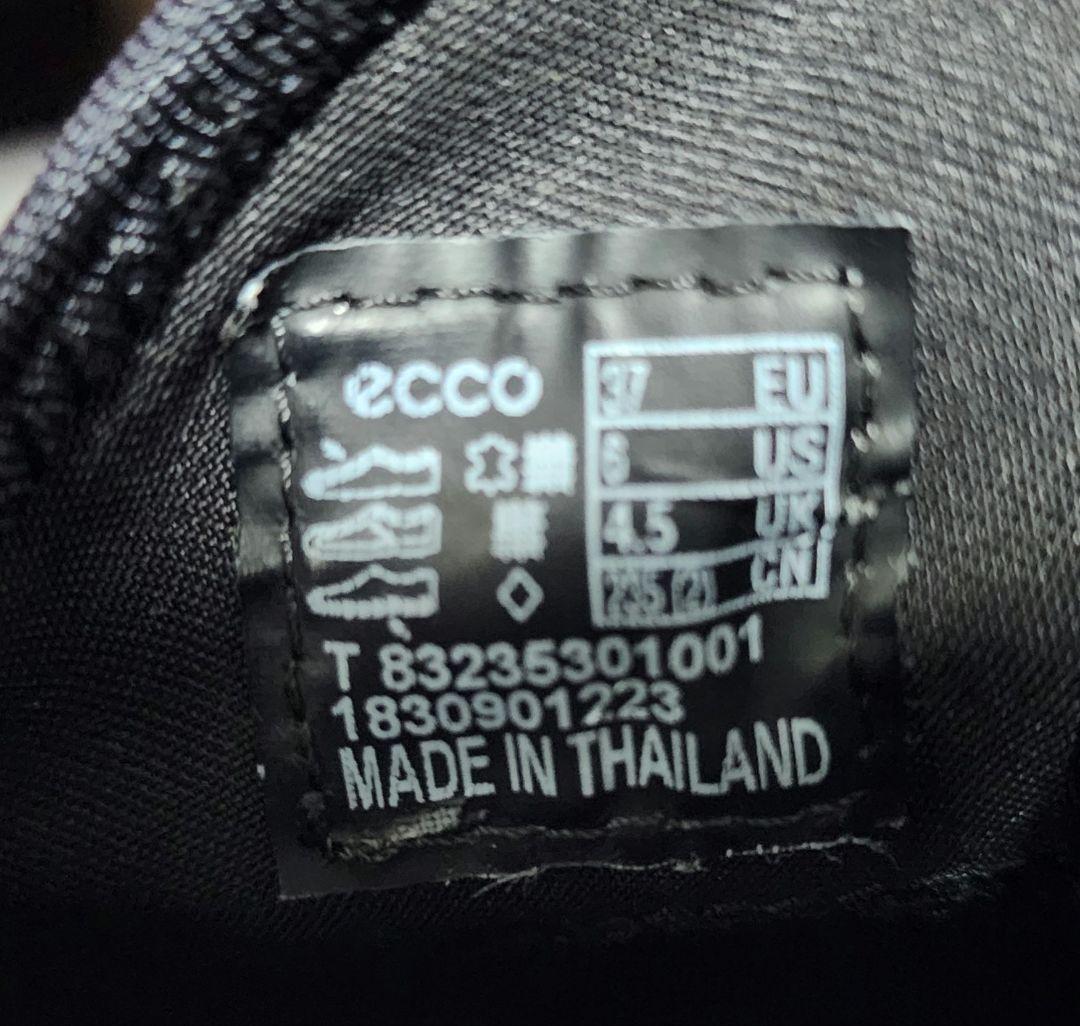 ecco
37 EU
6 US
4.5 UK
235 (2) CN
T 83235301001
1830901223
MADE IN THAILAND